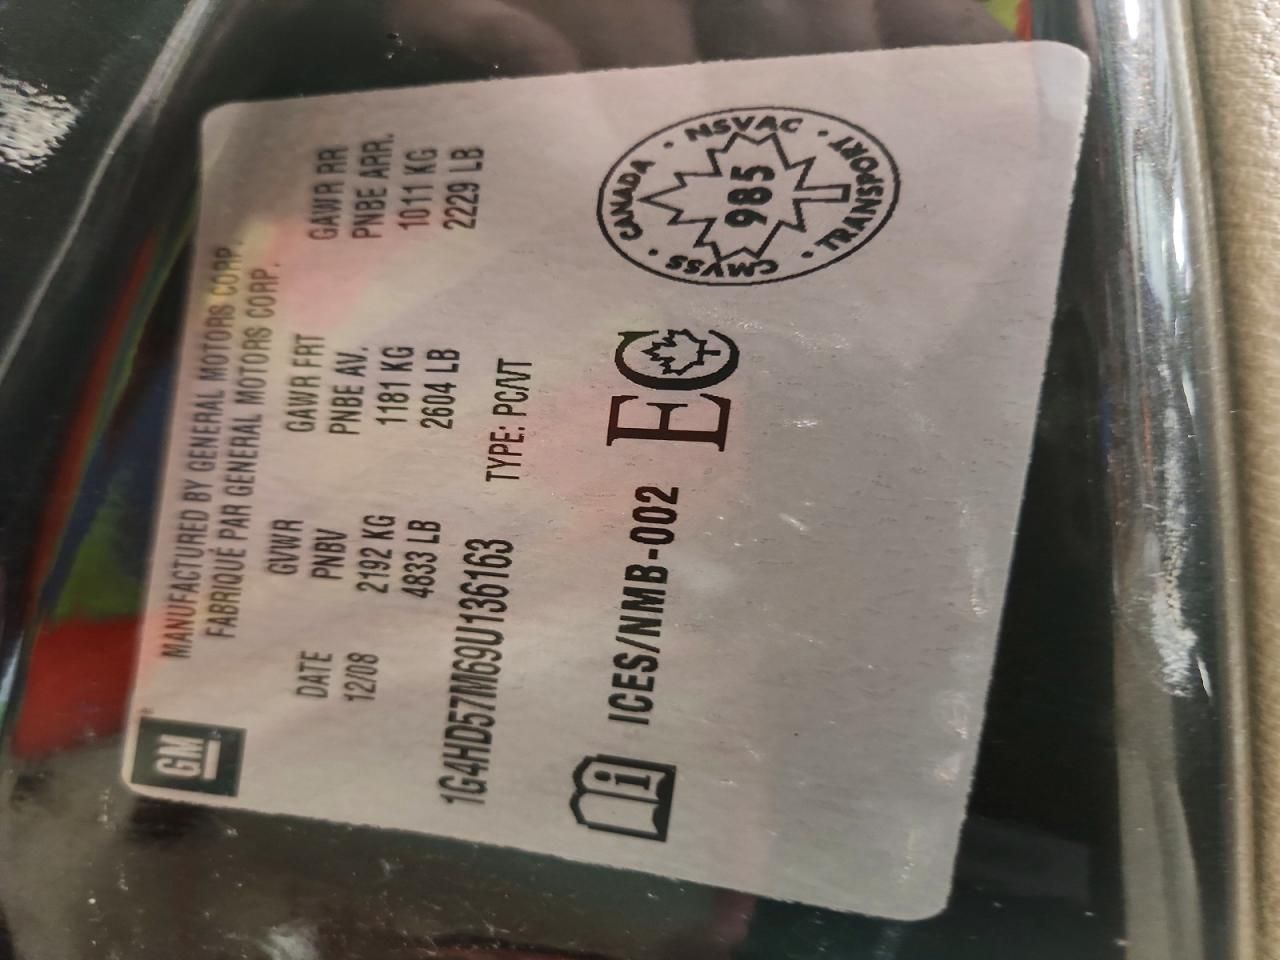 GM
MANUFACTURED BY GENERAL MOTORS CORP.
FABRIQUÉ PAR GENERAL MOTORS CORP.
DATE GVWR GAWR FRT GAWR RR
12/08 PNBV PNBE AV. PNBE ARR.
2192 KG 1181 KG 1011 KG
4833 LB 2604 LB 2229 LB
1G4HD57M69U136163 TYPE: PC/VT
i ICES/NMB-002 EC
CANADA · NSVAC · TRANSPORT · CMVSS ·
985